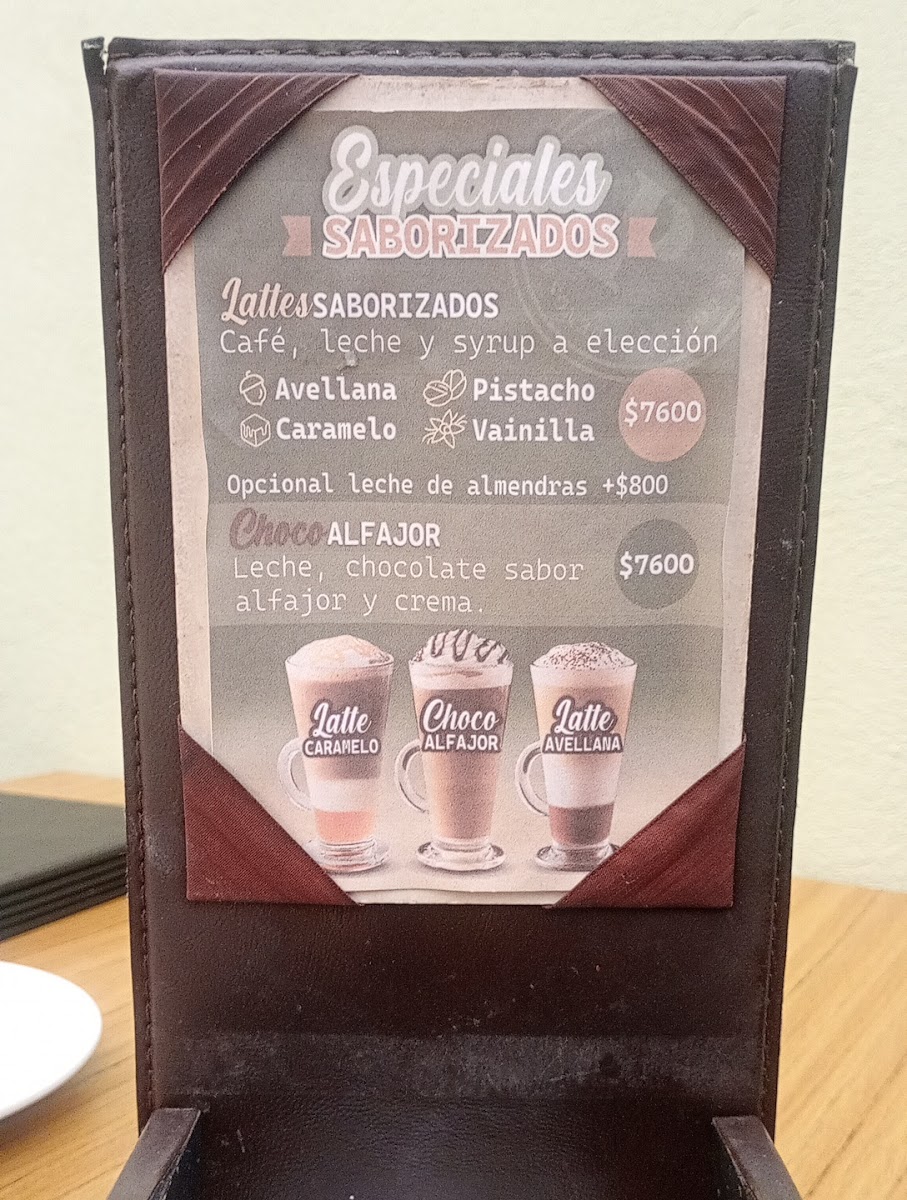 Especiales
SABORIZADOS
Lattes SABORIZADOS
Café, leche y syrup a elección
Avellana Pistacho
Caramelo Vainilla
$7600
Opcional leche de almendras +$800
Choco ALFAJOR
Leche, chocolate sabor
alfajor y crema.
$7600
Latte
CARAMELO
Choco
ALFAJOR
Latte
AVELLANA